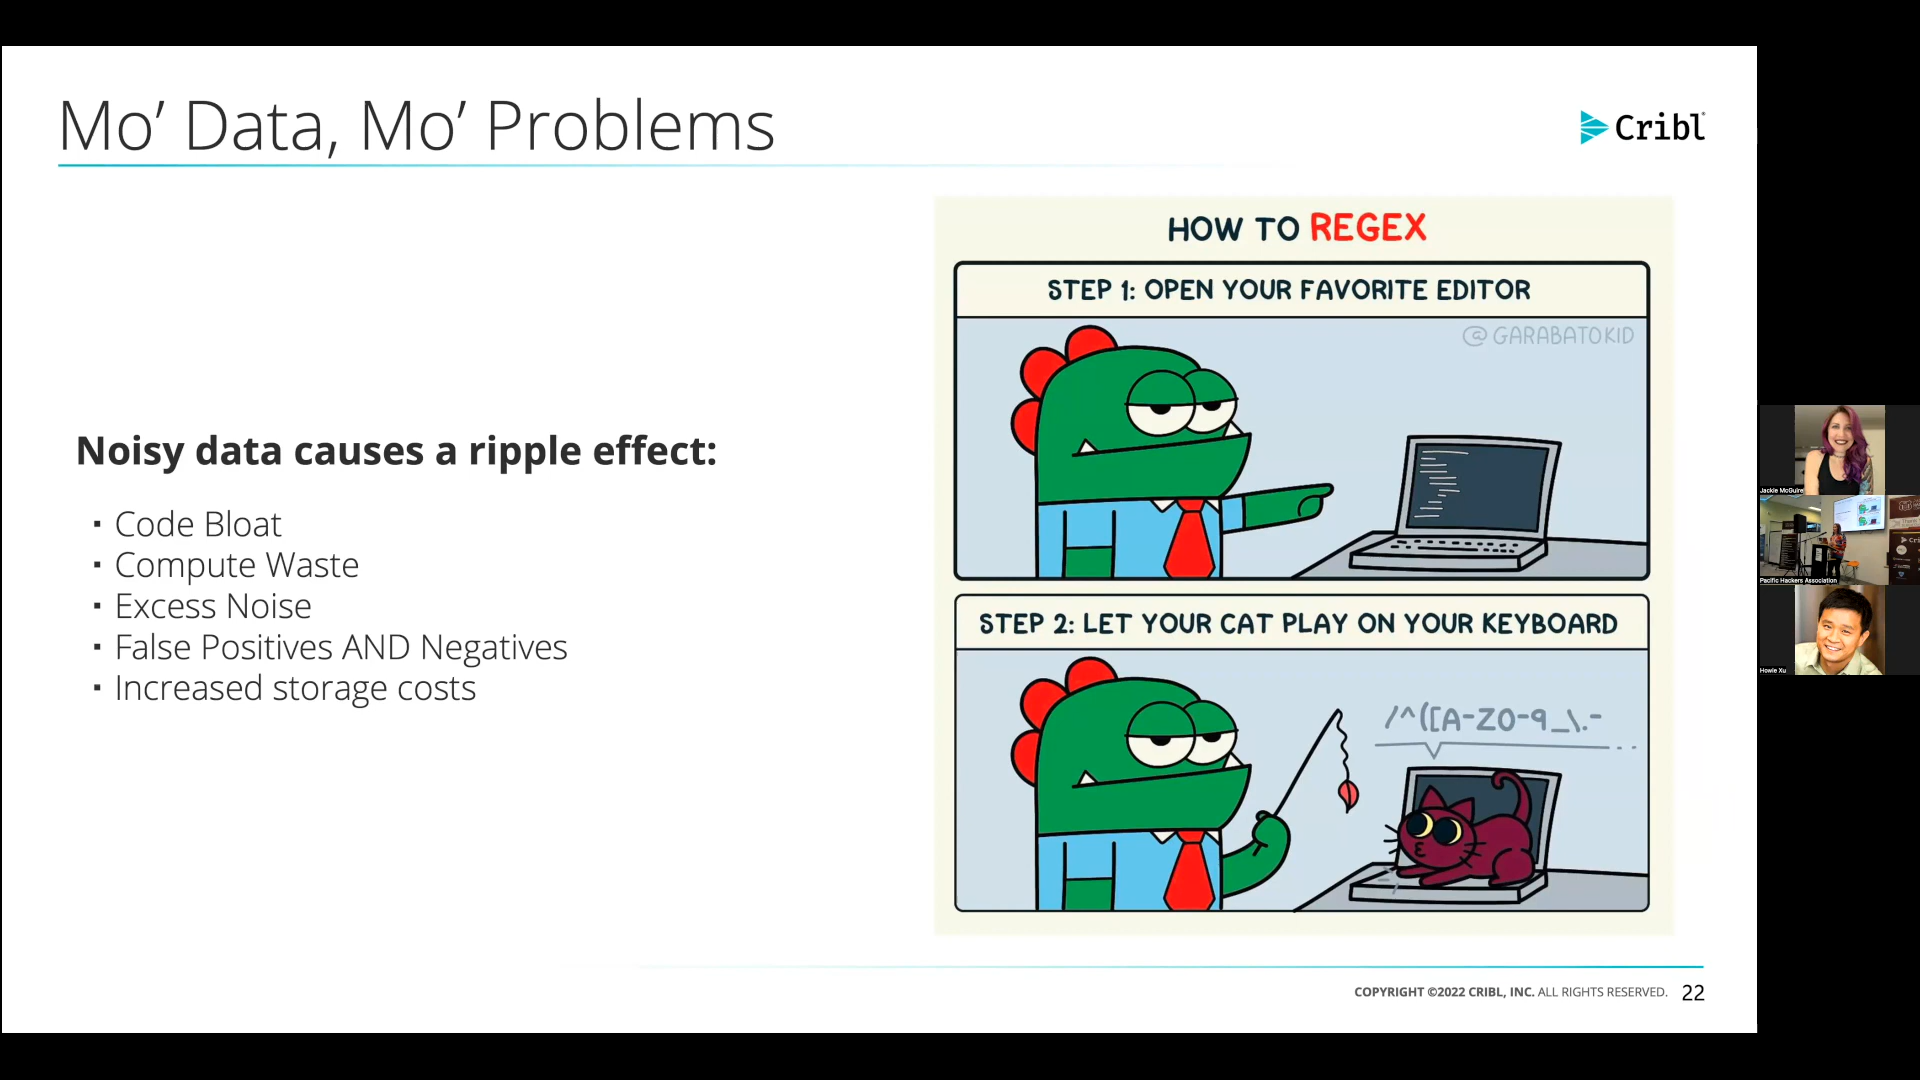 Mo’ Data, Mo’ Problems
Cribl
Noisy data causes a ripple effect:
▪ Code Bloat
▪ Compute Waste
▪ Excess Noise
▪ False Positives AND Negatives
▪ Increased storage costs
HOW TO REGEX
STEP 1: OPEN YOUR FAVORITE EDITOR
@GARABATOKID
STEP 2: LET YOUR CAT PLAY ON YOUR KEYBOARD
/^([A-Z0-9_\.-
COPYRIGHT ©2022 CRIBL, INC. ALL RIGHTS RESERVED. 22
Jackie McGuire
Pacific Hackers Association
Howie Xu